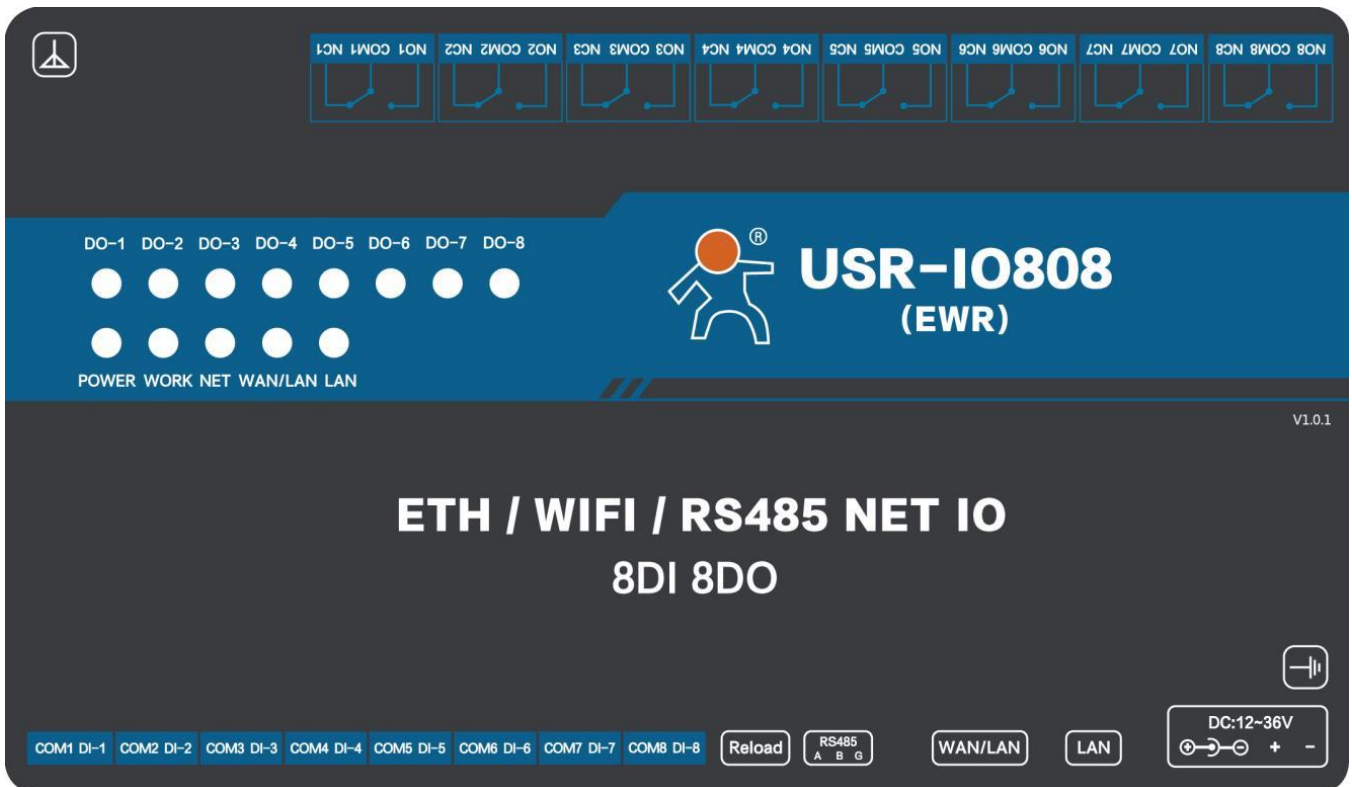 NO8 COM8 NC8 NO7 COM7 NC7 NO6 COM6 NC6 NO5 COM5 NC5 NO4 COM4 NC4 NO3 COM3 NC3 NO2 COM2 NC2 NO1 COM1 NC1
DO-1 DO-2 DO-3 DO-4 DO-5 DO-6 DO-7 DO-8
POWER WORK NET WAN/LAN LAN
®
USR-IO808
(EWR)
V1.0.1
ETH / WIFI / RS485 NET IO
8DI 8DO
COM1 DI-1 COM2 DI-2 COM3 DI-3 COM4 DI-4 COM5 DI-5 COM6 DI-6 COM7 DI-7 COM8 DI-8
Reload
RS485
A B G
WAN/LAN
LAN
DC:12~36V
+ -